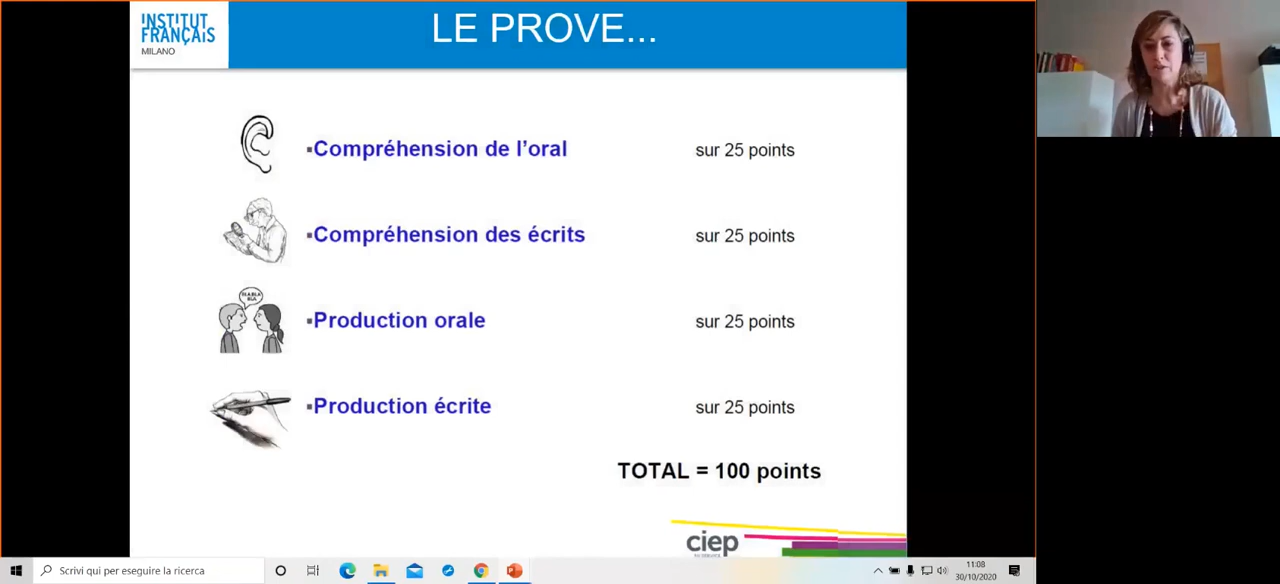 INSTITUT
FRANÇAIS
MILANO
LE PROVE...
▪Compréhension de l'oral
sur 25 points
▪Compréhension des écrits
sur 25 points
▪Production orale
sur 25 points
▪Production écrite
sur 25 points
TOTAL = 100 points
ciep
Scrivi qui per eseguire la ricerca
11:08
30/10/2020